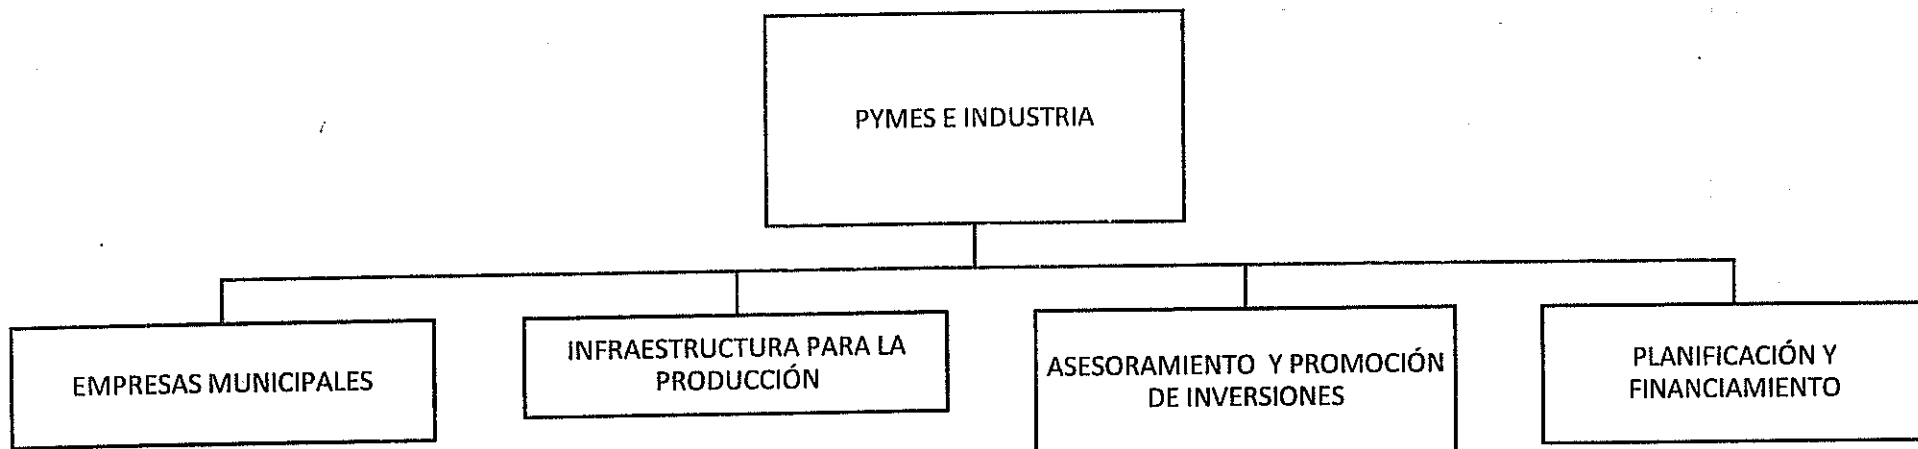 PYMES E INDUSTRIA
EMPRESAS MUNICIPALES
INFRAESTRUCTURA PARA LA
PRODUCCIÓN
ASESORAMIENTO Y PROMOCIÓN
DE INVERSIONES
PLANIFICACIÓN Y
FINANCIAMIENTO